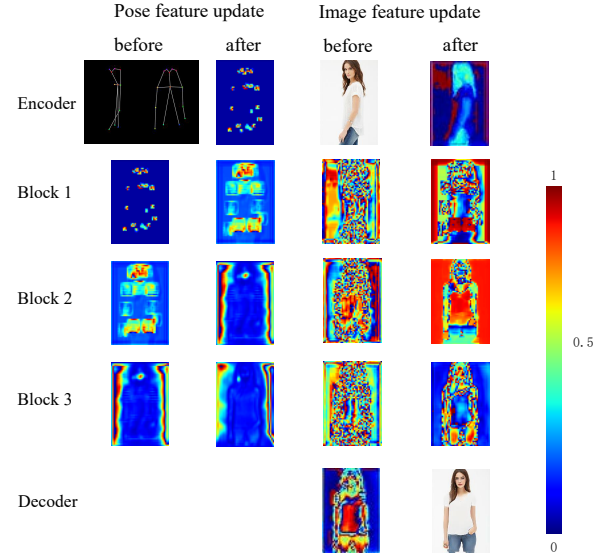 Pose feature update Image feature update
before after before after
Encoder
Block 1
1
Block 2
0.5
Block 3
Decoder
0